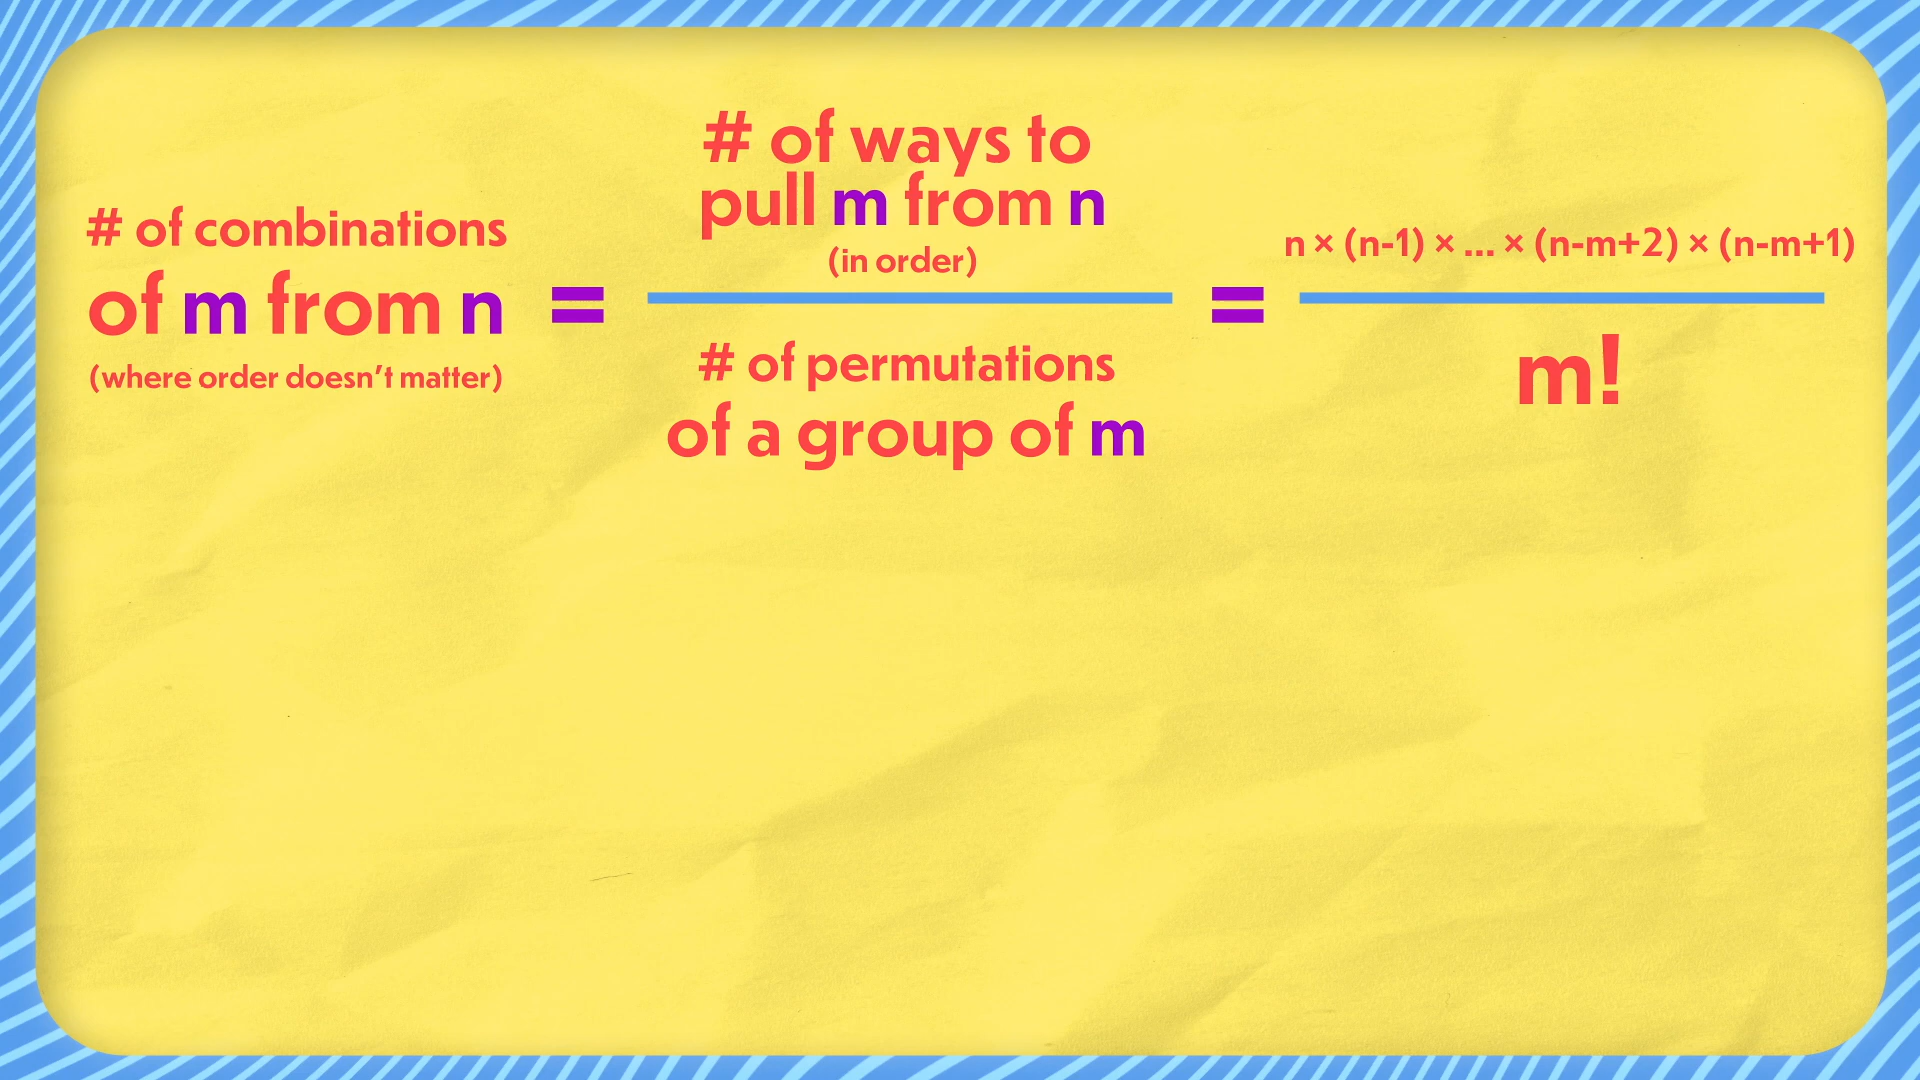 # of combinations
of m from n
(where order doesn't matter)
=
# of ways to
pull m from n
(in order)
# of permutations
of a group of m
=
n × (n-1) × ... × (n-m+2) × (n-m+1)
m!